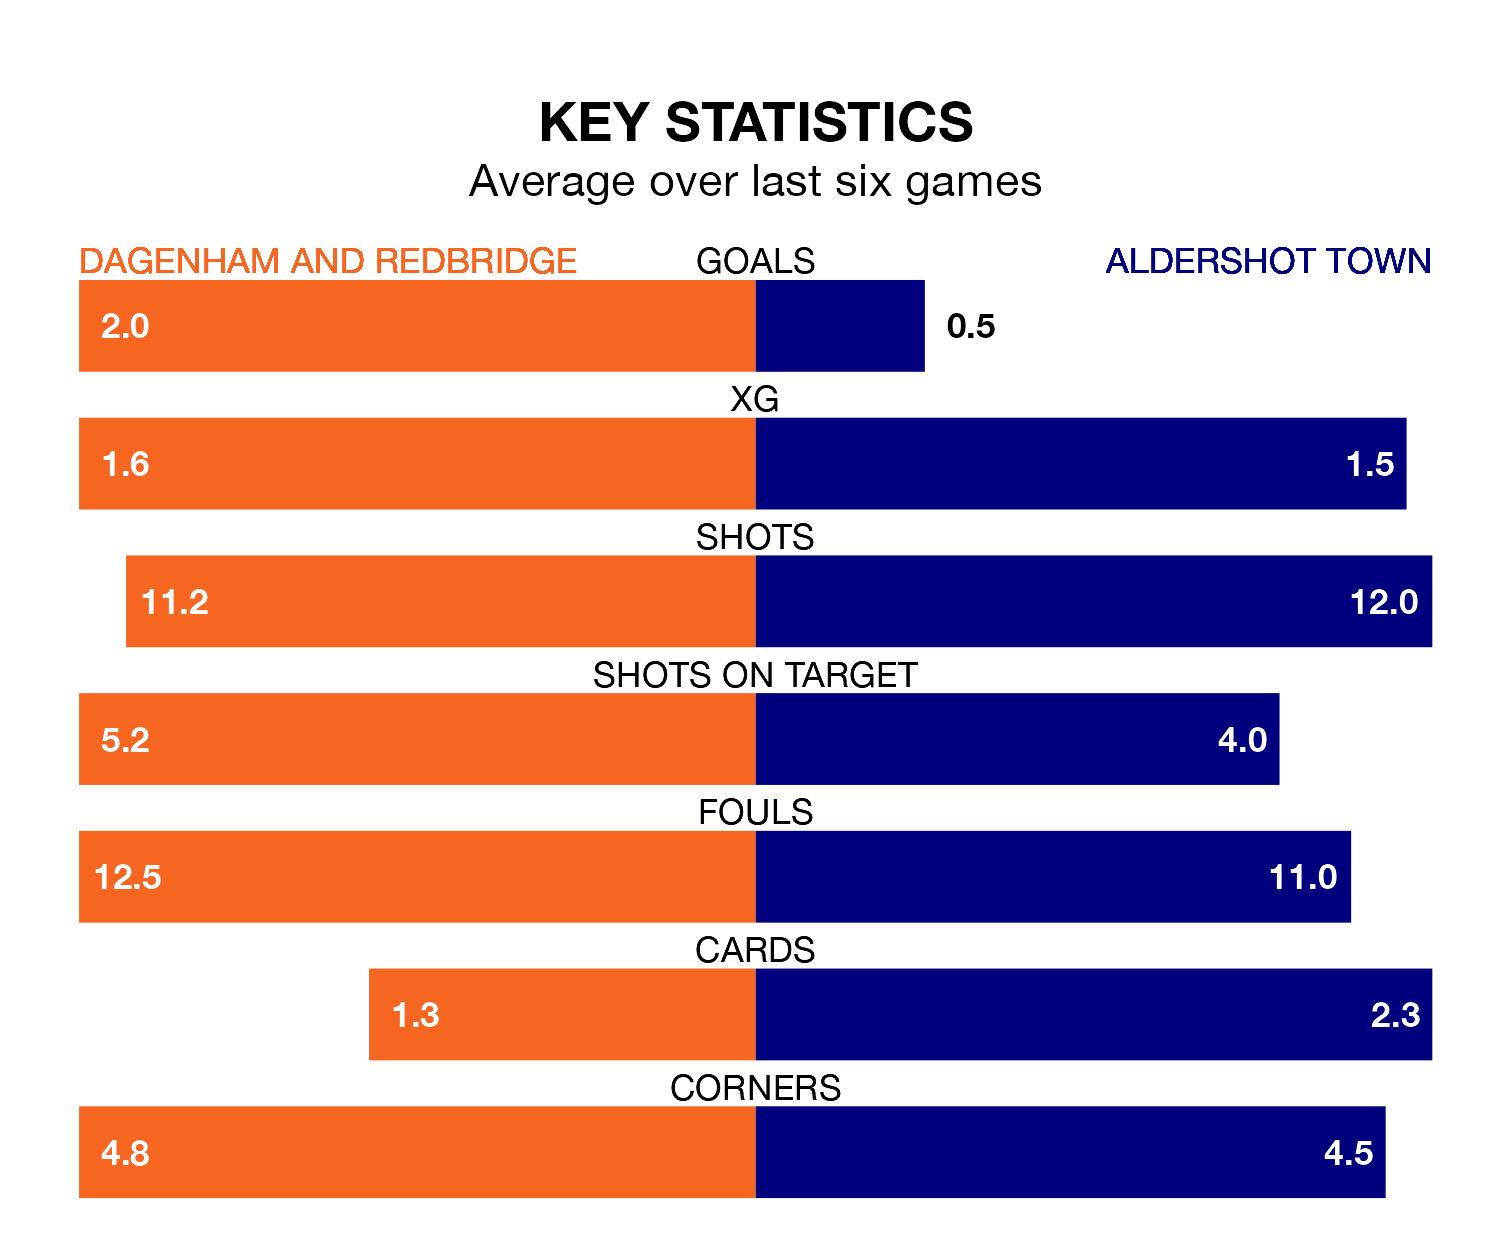 KEY STATISTICS
Average over last six games
DAGENHAM AND REDBRIDGE GOALS ALDERSHOT TOWN
2.0 0.5
XG
1.6 1.5
SHOTS
11.2 12.0
SHOTS ON TARGET
5.2 4.0
FOULS
12.5 11.0
CARDS
1.3 2.3
CORNERS
4.8 4.5